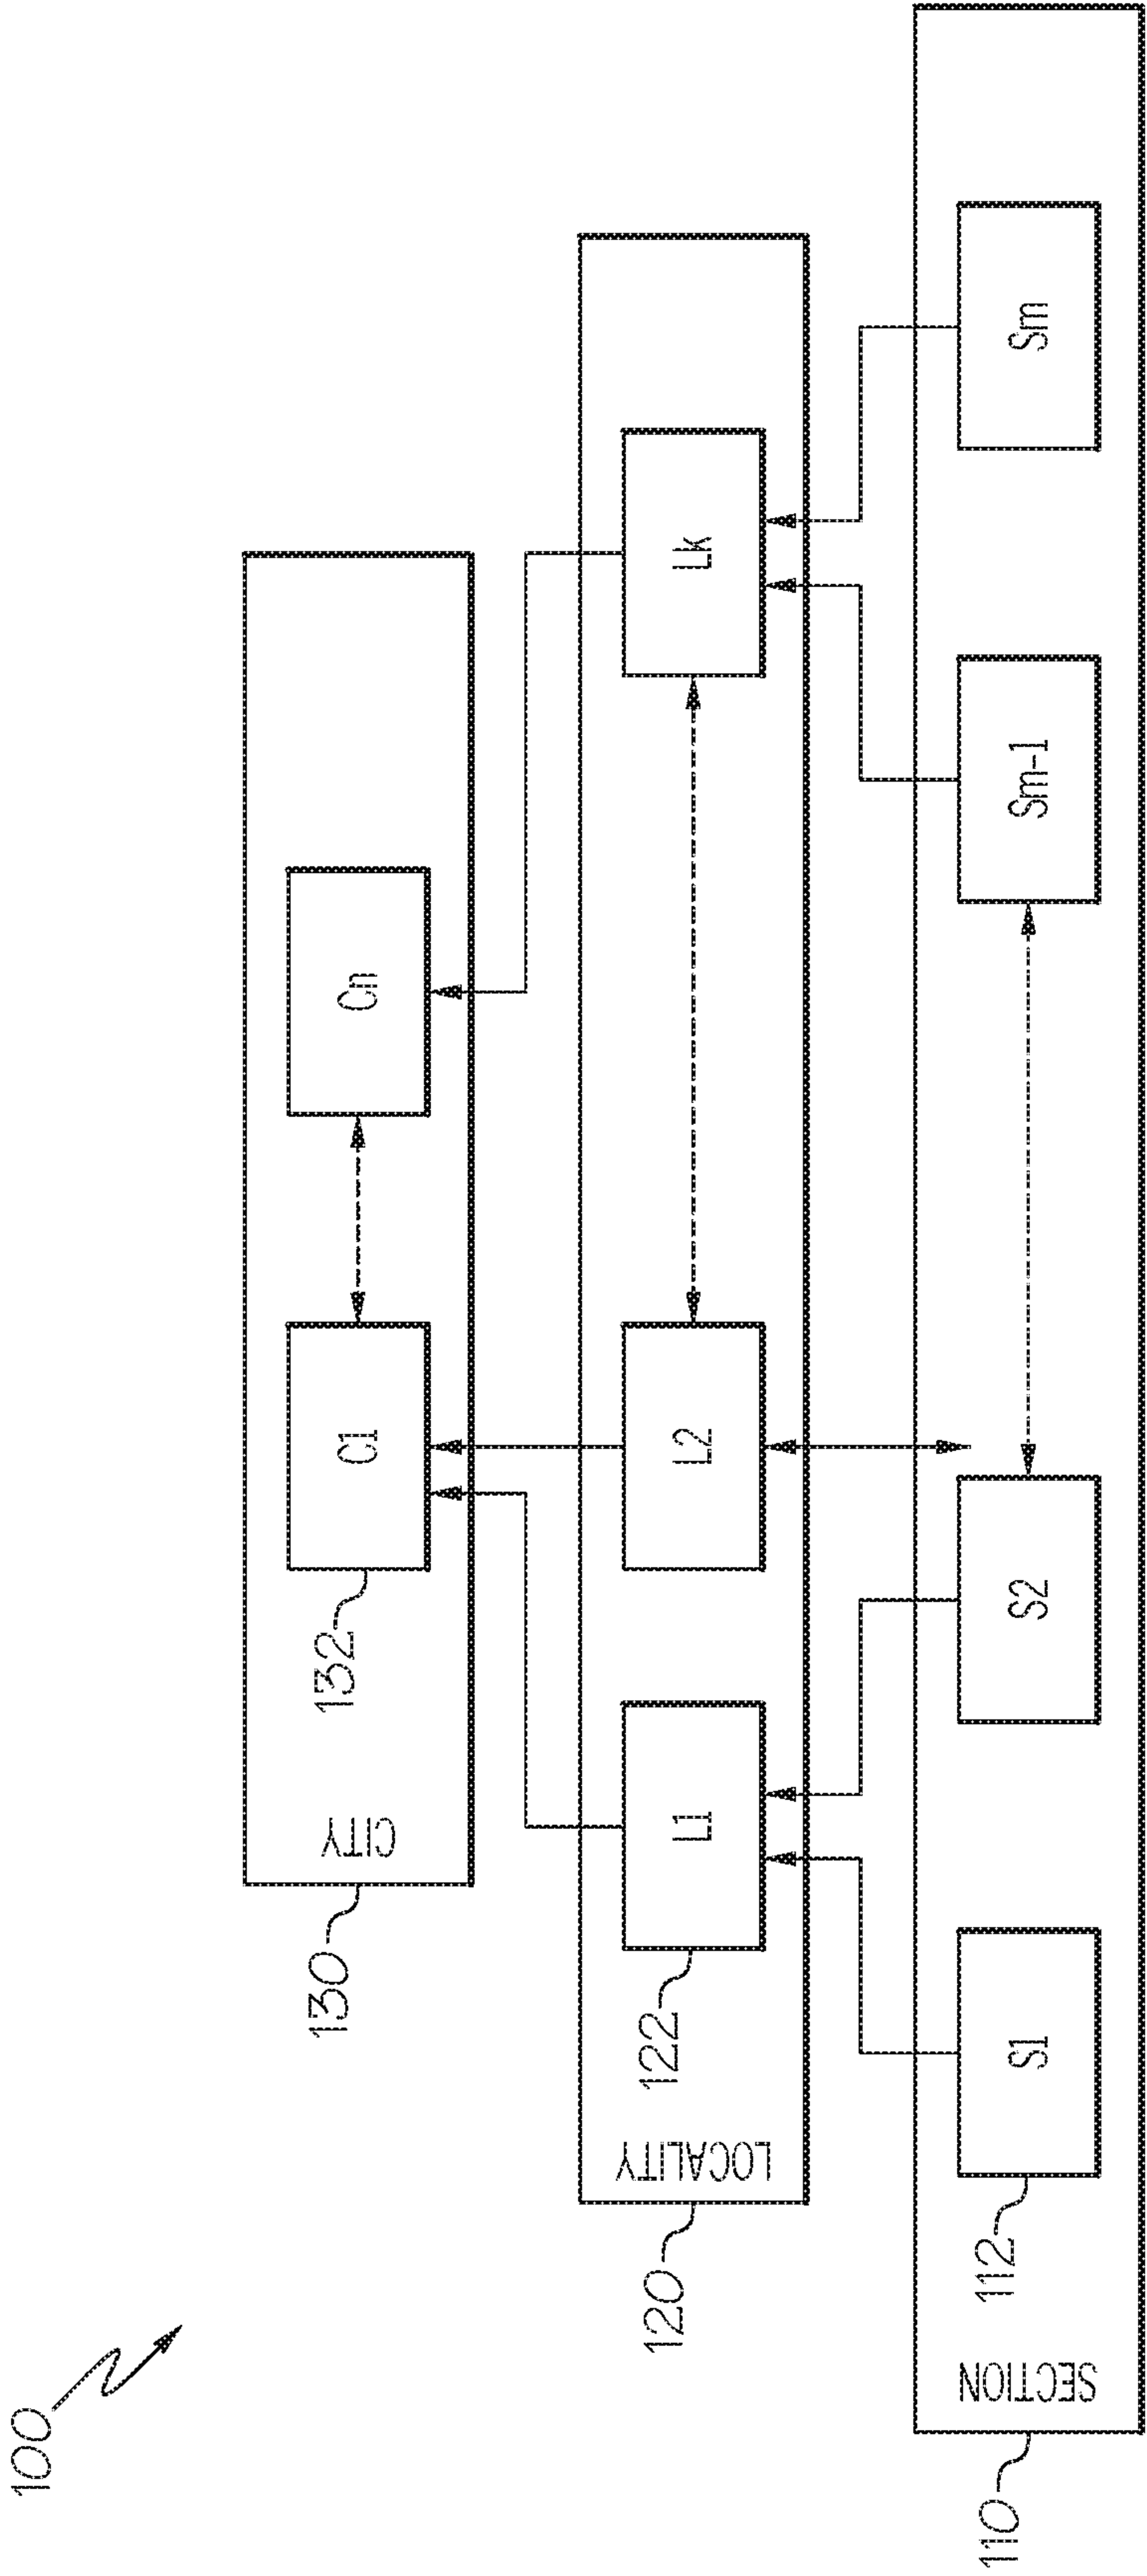 100
130
CITY
132
C1
Cn
120
LOCALITY
122
L1
L2
Lk
110
SECTION
112
S1
S2
Sm-1
Sm